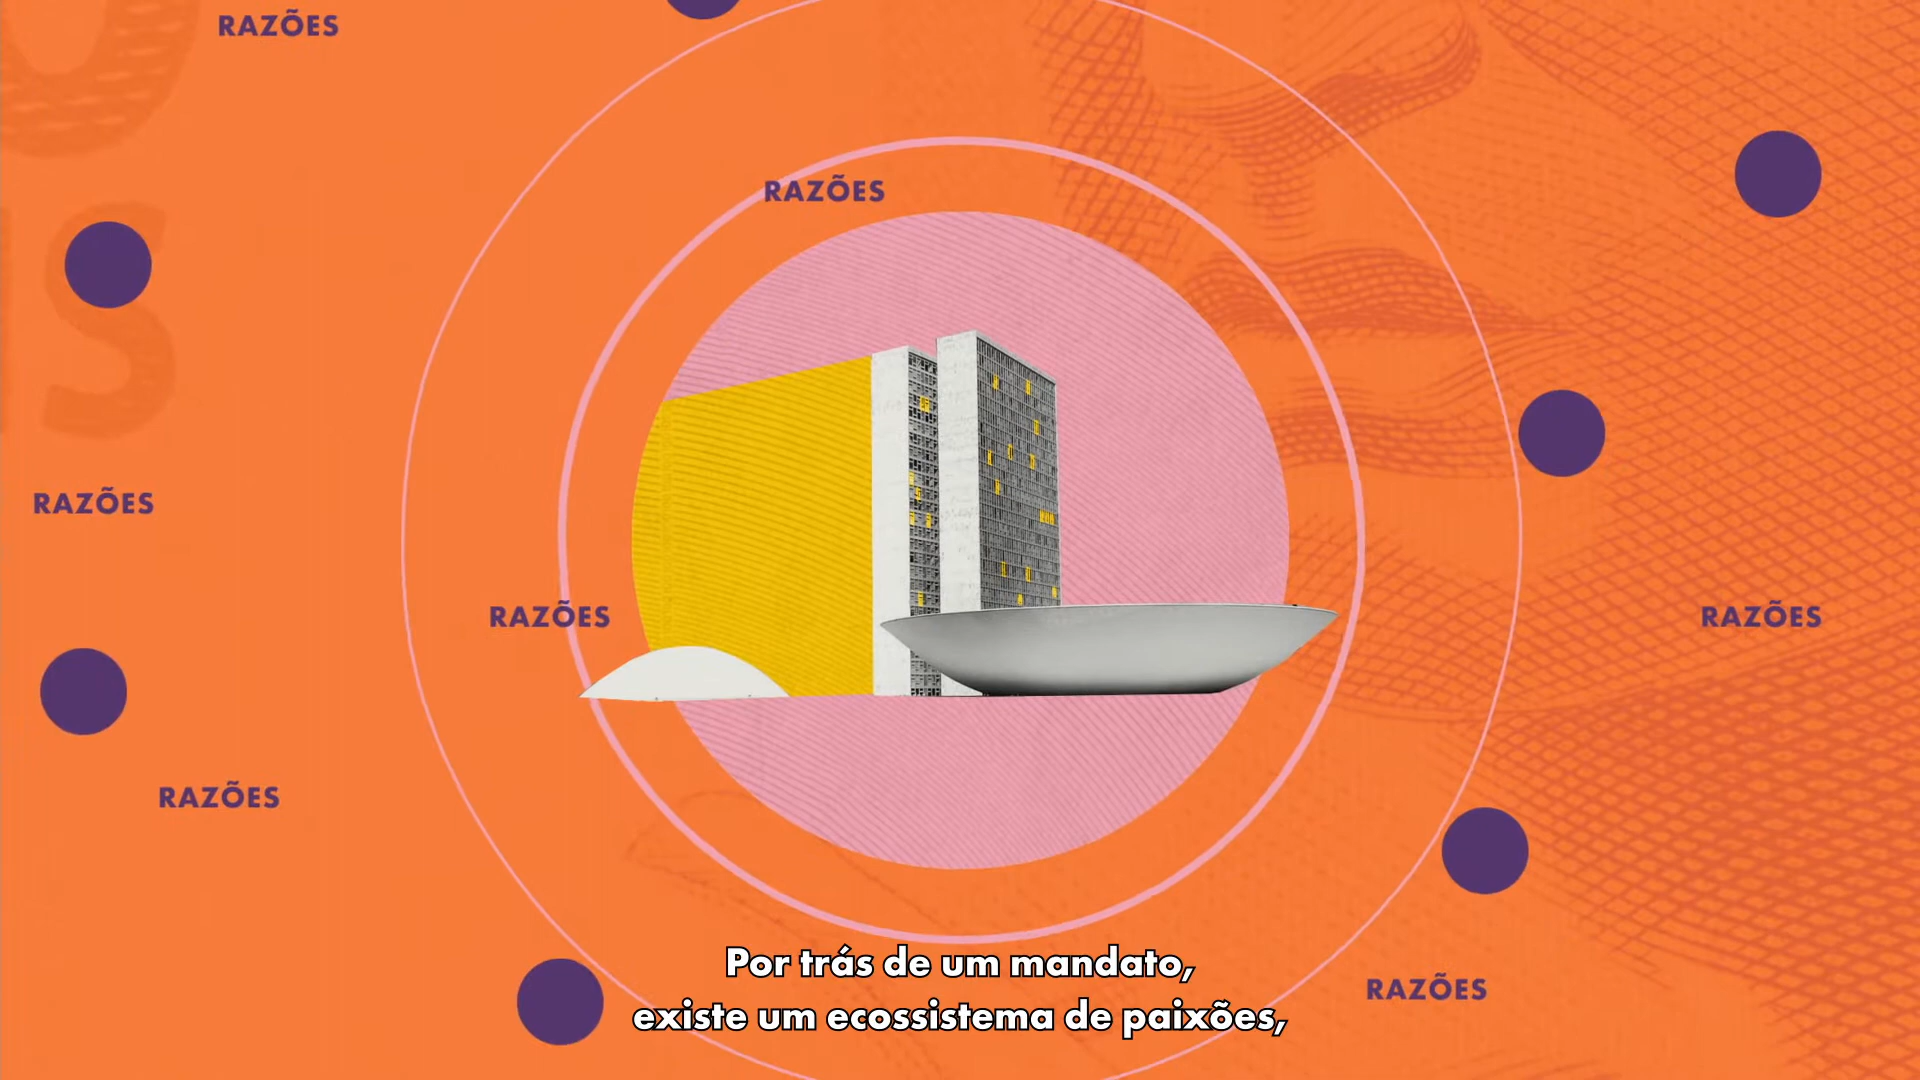 RAZÕES
RAZÕES
RAZÕES
RAZÕES
RAZÕES
RAZÕES
RAZÕES
Por trás de um mandato,
existe um ecossistema de paixões,